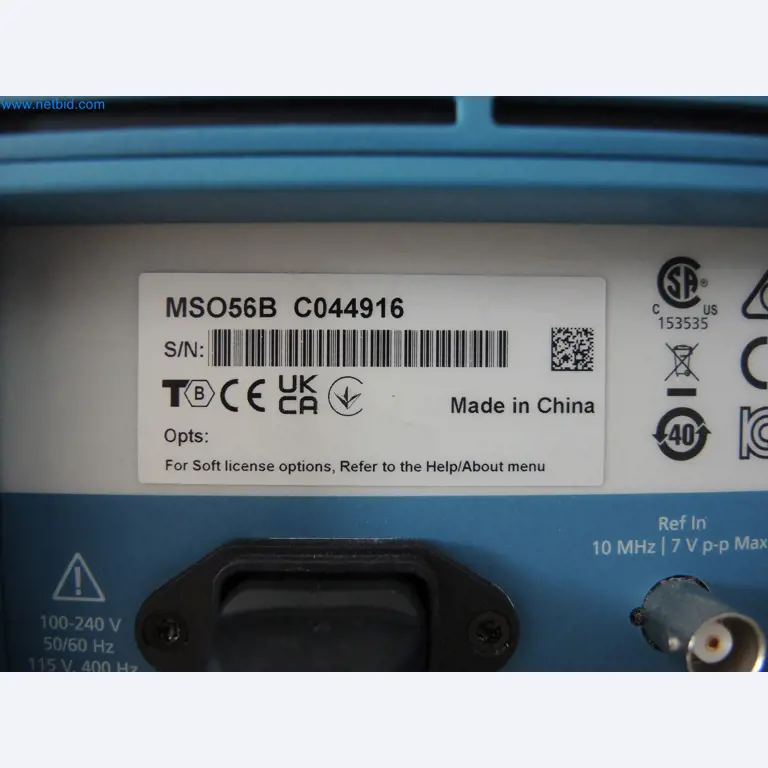 www.netbid.com
MSO56B C044916
S/N:
T B CE UK CA
Made in China
Opts:
For Soft license options, Refer to the Help/About menu
SA
C US
153535
40
Ref In
10 MHz | 7 V p-p Max
100-240 V
50/60 Hz
115 V, 400 Hz